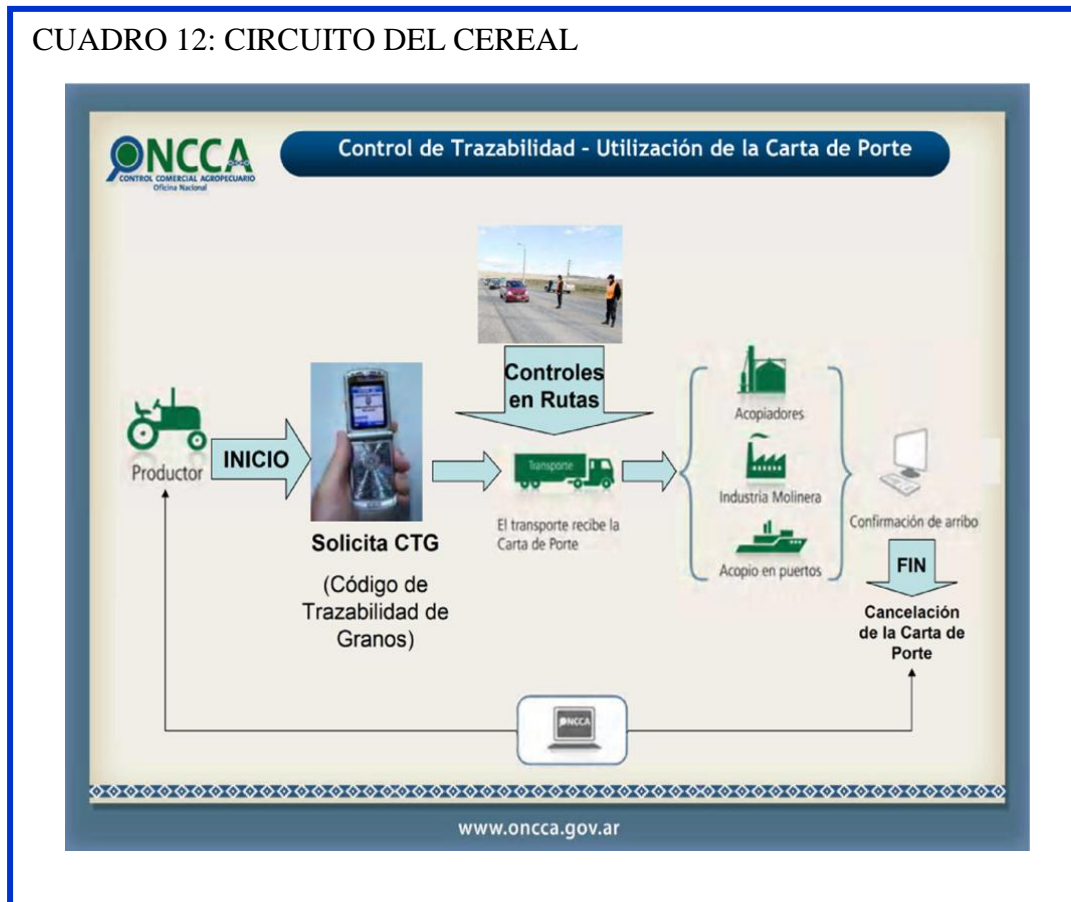 CUADRO 12: CIRCUITO DEL CEREAL
ONCCA
CONTROL COMERCIAL AGROPECUARIO
Oficina Nacional
Control de Trazabilidad - Utilización de la Carta de Porte
Controles
en Rutas
Productor
INICIO
Solicita CTG
(Código de
Trazabilidad de
Granos)
Transporte
El transporte recibe la
Carta de Porte
Acopiadores
Industria Molinera
Acopio en puertos
Confirmación de arribo
FIN
Cancelación
de la Carta de
Porte
ONCCA
www.oncca.gov.ar